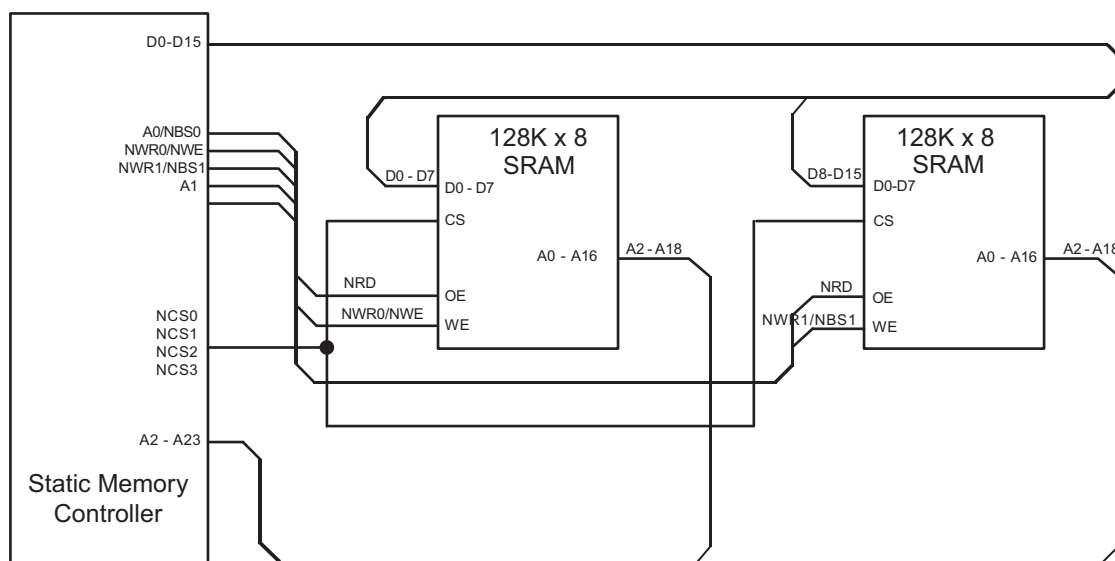 D0-D15
A0/NBS0
NWR0/NWE
NWR1/NBS1
A1
NCS0
NCS1
NCS2
NCS3
A2 - A23
Static Memory
Controller
128K x 8
SRAM
D0 - D7
D0 - D7
CS
A0 - A16
A2 - A18
NRD
OE
NWR0/NWE
WE
128K x 8
SRAM
D8-D15
D0-D7
CS
A0 - A16
A2 - A18
NRD
OE
NWR1/NBS1
WE